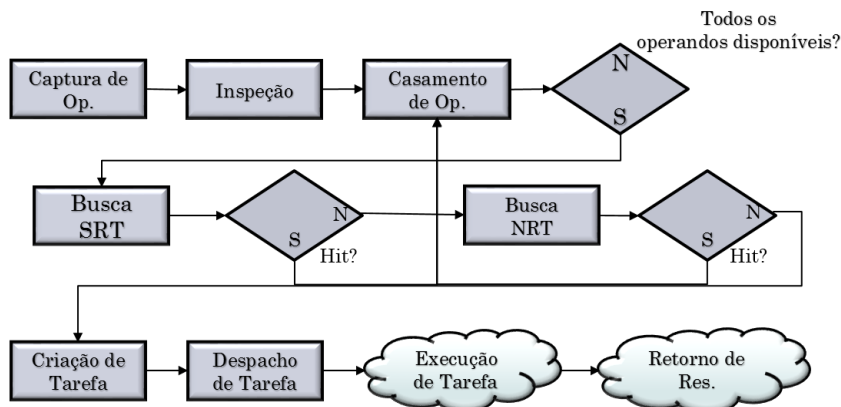 Todos os
operandos disponíveis?
Captura de
Op.
Inspeção
Casamento
de Op.
N
S
Busca
SRT
N
S
Hit?
Busca
NRT
N
S
Hit?
Criação de
Tarefa
Despacho
de Tarefa
Execução
de Tarefa
Retorno de
Res.